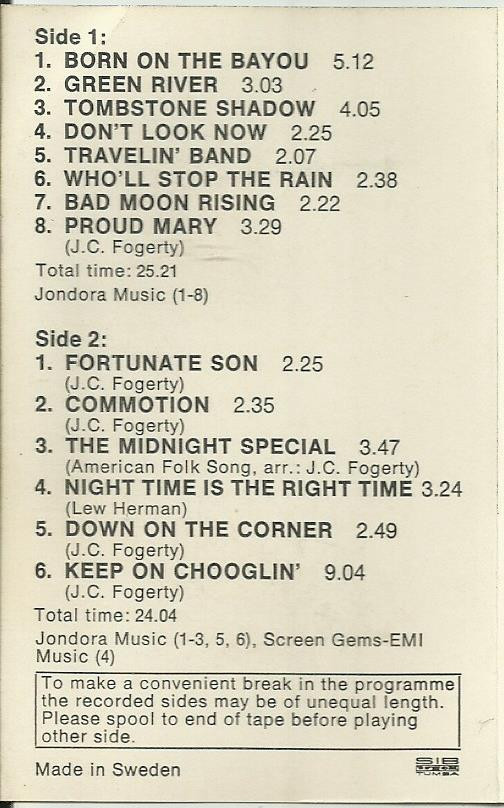 Side 1:
1. BORN ON THE BAYOU 5.12
2. GREEN RIVER 3.03
3. TOMBSTONE SHADOW 4.05
4. DON'T LOOK NOW 2.25
5. TRAVELIN' BAND 2.07
6. WHO'LL STOP THE RAIN 2.38
7. BAD MOON RISING 2.22
8. PROUD MARY 3.29
(J.C. Fogerty)
Total time: 25.21
Jondora Music (1-8)
Side 2:
1. FORTUNATE SON 2.25
(J.C. Fogerty)
2. COMMOTION 2.35
(J.C. Fogerty)
3. THE MIDNIGHT SPECIAL 3.47
(American Folk Song, arr.: J.C. Fogerty)
4. NIGHT TIME IS THE RIGHT TIME 3.24
(Lew Herman)
5. DOWN ON THE CORNER 2.49
(J.C. Fogerty)
6. KEEP ON CHOOGLIN' 9.04
(J.C. Fogerty)
Total time: 24.04
Jondora Music (1-3, 5, 6), Screen Gems-EMI
Music (4)
To make a convenient break in the programme
the recorded sides may be of unequal length.
Please spool to end of tape before playing
other side.
Made in Sweden
TUMBA